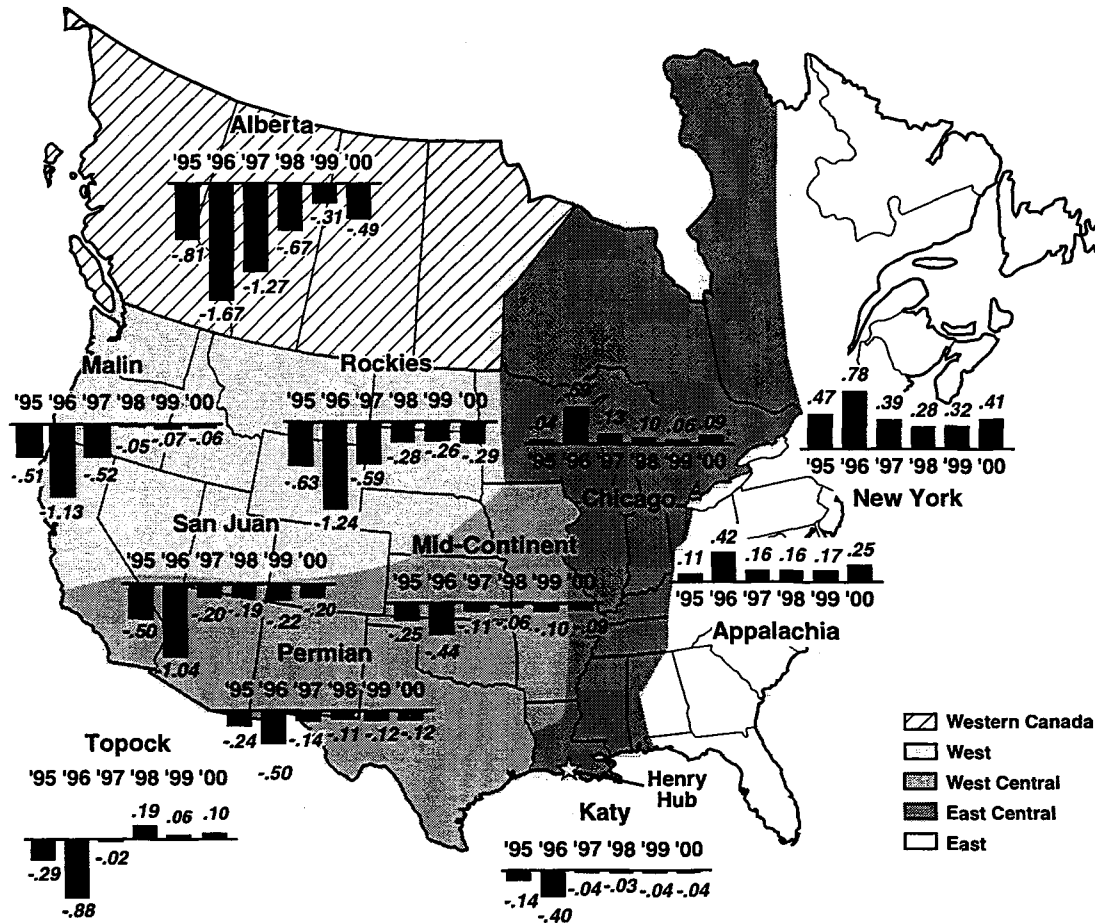 Alberta
'95 '96 '97 '98 '99 '00
-.81 -1.67 -1.27 -.67 -.31 -.49
Malin
'95 '96 '97 '98 '99 '00
-.51 -1.13 -.52 -.05 -.07 -.06
Rockies
'95 '96 '97 '98 '99 '00
-.63 -1.24 -.59 -.28 -.26 -.29
.04 .13 .10 .06 .09
'95 '96 '97 '98 '99 '00
Chicago
.47 .78 .39 .28 .32 .41
'95 '96 '97 '98 '99 '00
New York
San Juan
'95 '96 '97 '98 '99 '00
-.50 -1.04 -.20 -.19 -.22 -.20
Mid-Continent
'95 '96 '97 '98 '99 '00
-.25 -.44 -.11 -.06 -.10 -.09
.11 .42 .16 .16 .17 .25
'95 '96 '97 '98 '99 '00
Appalachia
Permian
'95 '96 '97 '98 '99 '00
-.24 -.50 -.14 -.11 -.12 -.12
Topock
'95 '96 '97 '98 '99 '00
-.29 -.88 -.02 .19 .06 .10
Henry
Hub
Katy
'95 '96 '97 '98 '99 '00
-.14 -.40 -.04 -.03 -.04 -.04
Western Canada
West
West Central
East Central
East